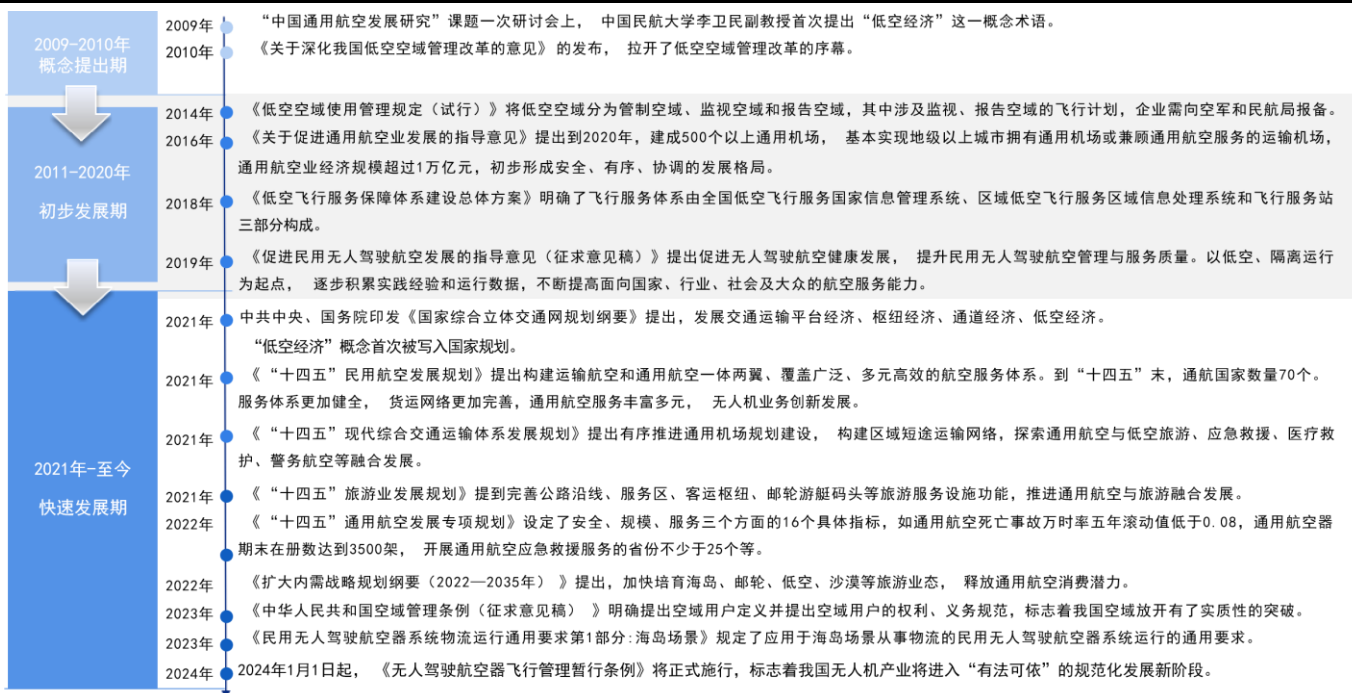 2009-2010年
概念提出期
2009年
“中国通用航空发展研究”课题一次研讨会上， 中国民航大学李卫民副教授首次提出“低空经济”这一概念术语。
2010年
《关于深化我国低空空域管理改革的意见》的发布， 拉开了低空空域管理改革的序幕。
2011-2020年
初步发展期
2014年
《低空空域使用管理规定（试行）》将低空空域分为管制空域、监视空域和报告空域，其中涉及监视、报告空域的飞行计划，企业需向空军和民航局报备。
2016年
《关于促进通用航空业发展的指导意见》提出到2020年，建成500个以上通用机场， 基本实现地级以上城市拥有通用机场或兼顾通用航空服务的运输机场，
通用航空业经济规模超过1万亿元，初步形成安全、有序、协调的发展格局。
2018年
《低空飞行服务保障体系建设总体方案》明确了飞行服务体系由全国低空飞行服务国家信息管理系统、区域低空飞行服务区域信息处理系统和飞行服务站
三部分构成。
2019年
《促进民用无人驾驶航空发展的指导意见（征求意见稿）》提出促进无人驾驶航空健康发展， 提升民用无人驾驶航空管理与服务质量。以低空、隔离运行
为起点， 逐步积累实践经验和运行数据，不断提高面向国家、行业、社会及大众的航空服务能力。
2021年-至今
快速发展期
2021年
中共中央、国务院印发《国家综合立体交通网规划纲要》提出，发展交通运输平台经济、枢纽经济、通道经济、低空经济。
“低空经济”概念首次被写入国家规划。
2021年
《“十四五”民用航空发展规划》提出构建运输航空和通用航空一体两翼、覆盖广泛、多元高效的航空服务体系。到“十四五”末，通航国家数量70个。
服务体系更加健全， 货运网络更加完善，通用航空服务丰富多元， 无人机业务创新发展。
2021年
《“十四五”现代综合交通运输体系发展规划》提出有序推进通用机场规划建设， 构建区域短途运输网络，探索通用航空与低空旅游、应急救援、医疗救
护、警务航空等融合发展。
2021年
《“十四五”旅游业发展规划》提到完善公路沿线、服务区、客运枢纽、邮轮游艇码头等旅游服务设施功能，推进通用航空与旅游融合发展。
2022年
《“十四五”通用航空发展专项规划》设定了安全、规模、服务三个方面的16个具体指标，如通用航空死亡事故万时率五年滚动值低于0.08，通用航空器
期末在册数达到3500架， 开展通用航空应急救援服务的省份不少于25个等。
2022年
《扩大内需战略规划纲要（2022—2035年） 》提出，加快培育海岛、邮轮、低空、沙漠等旅游业态， 释放通用航空消费潜力。
2023年
《中华人民共和国空域管理条例（征求意见稿） 》明确提出空域用户定义并提出空域用户的权利、义务规范，标志着我国空域放开有了实质性的突破。
2023年
《民用无人驾驶航空器系统物流运行通用要求第1部分:海岛场景》规定了应用于海岛场景从事物流的民用无人驾驶航空器系统运行的通用要求。
2024年
2024年1月1日起， 《无人驾驶航空器飞行管理暂行条例》将正式施行，标志着我国无人机产业将进入“有法可依”的规范化发展新阶段。